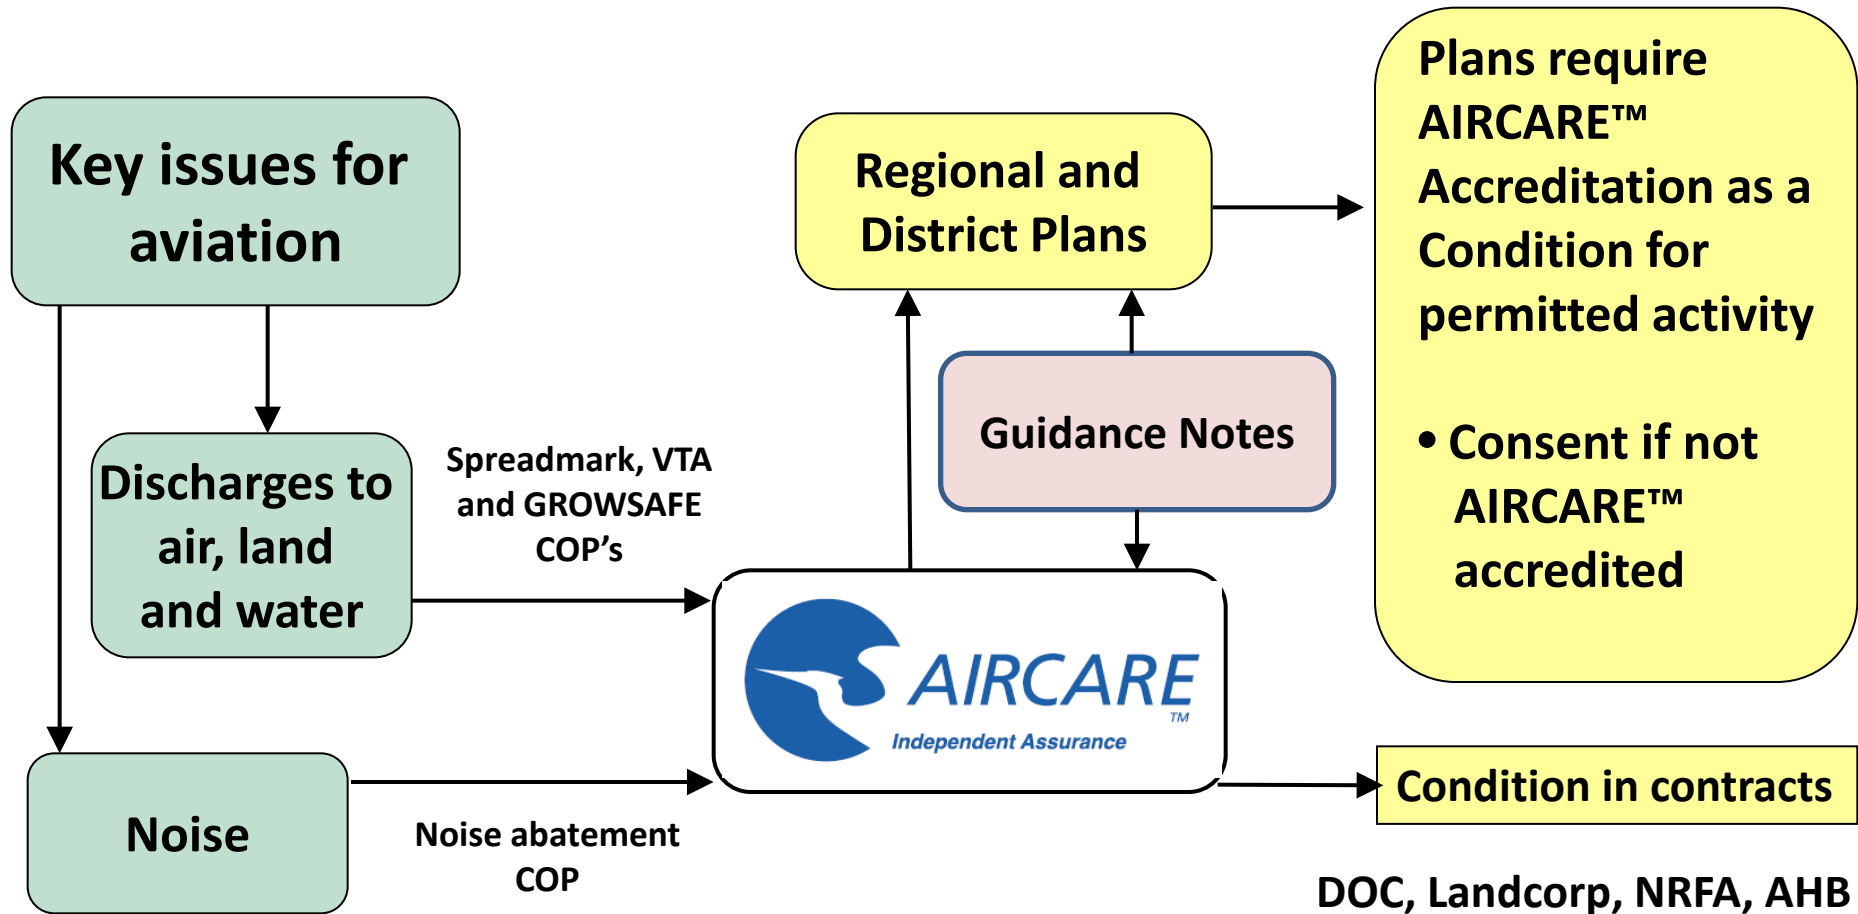 Key issues for
aviation
Discharges to
air, land
and water
Noise
Spreadmark, VTA
and GROWSAFE
COP’s
Noise abatement
COP
Regional and
District Plans
Guidance Notes
AIRCARE
TM
Independent Assurance
Plans require
AIRCARE™
Accreditation as a
Condition for
permitted activity
• Consent if not
AIRCARE™
accredited
Condition in contracts
DOC, Landcorp, NRFA, AHB